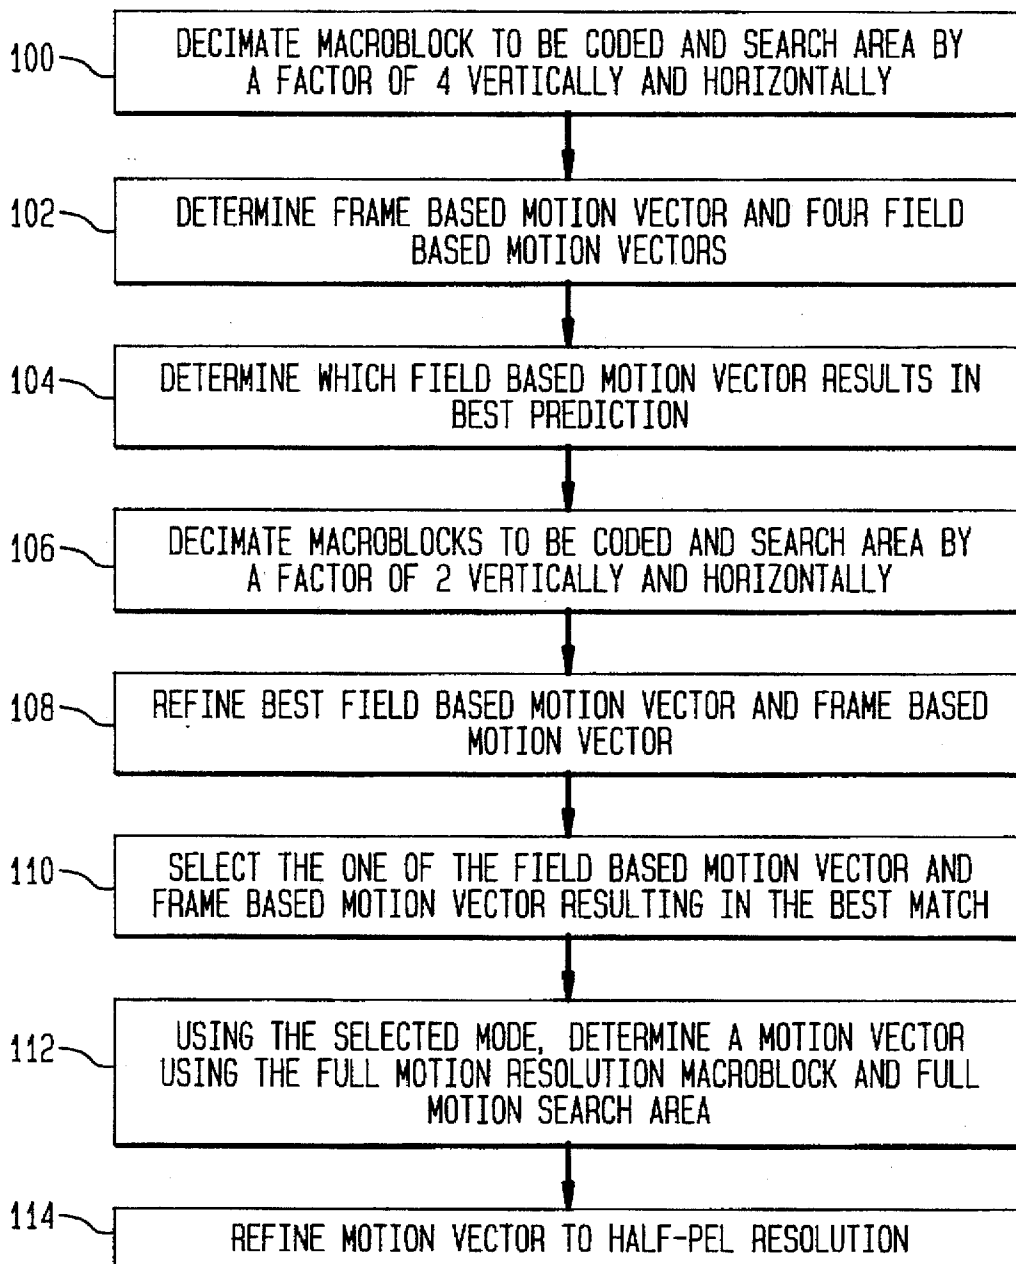 100
DECIMATE MACROBLOCK TO BE CODED AND SEARCH AREA BY
A FACTOR OF 4 VERTICALLY AND HORIZONTALLY
102
DETERMINE FRAME BASED MOTION VECTOR AND FOUR FIELD
BASED MOTION VECTORS
104
DETERMINE WHICH FIELD BASED MOTION VECTOR RESULTS IN
BEST PREDICTION
106
DECIMATE MACROBLOCKS TO BE CODED AND SEARCH AREA BY
A FACTOR OF 2 VERTICALLY AND HORIZONTALLY
108
REFINE BEST FIELD BASED MOTION VECTOR AND FRAME BASED
MOTION VECTOR
110
SELECT THE ONE OF THE FIELD BASED MOTION VECTOR AND
FRAME BASED MOTION VECTOR RESULTING IN THE BEST MATCH
112
USING THE SELECTED MODE, DETERMINE A MOTION VECTOR
USING THE FULL MOTION RESOLUTION MACROBLOCK AND FULL
MOTION SEARCH AREA
114
REFINE MOTION VECTOR TO HALF-PEL RESOLUTION